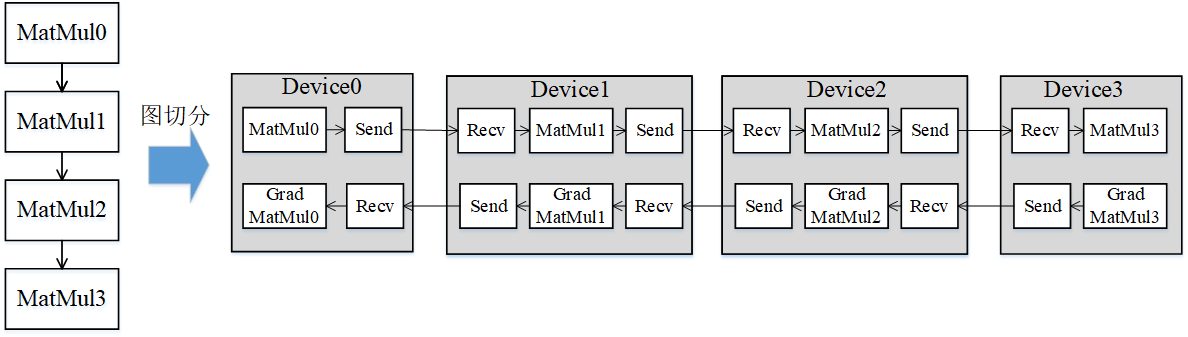 MatMul0
MatMul1
MatMul2
MatMul3
图切分
Device0
MatMul0
Send
Grad
MatMul0
Recv
Device1
Recv
MatMul1
Send
Send
Grad
MatMul1
Recv
Device2
Recv
MatMul2
Send
Send
Grad
MatMul2
Recv
Device3
Recv
MatMul3
Send
Grad
MatMul3